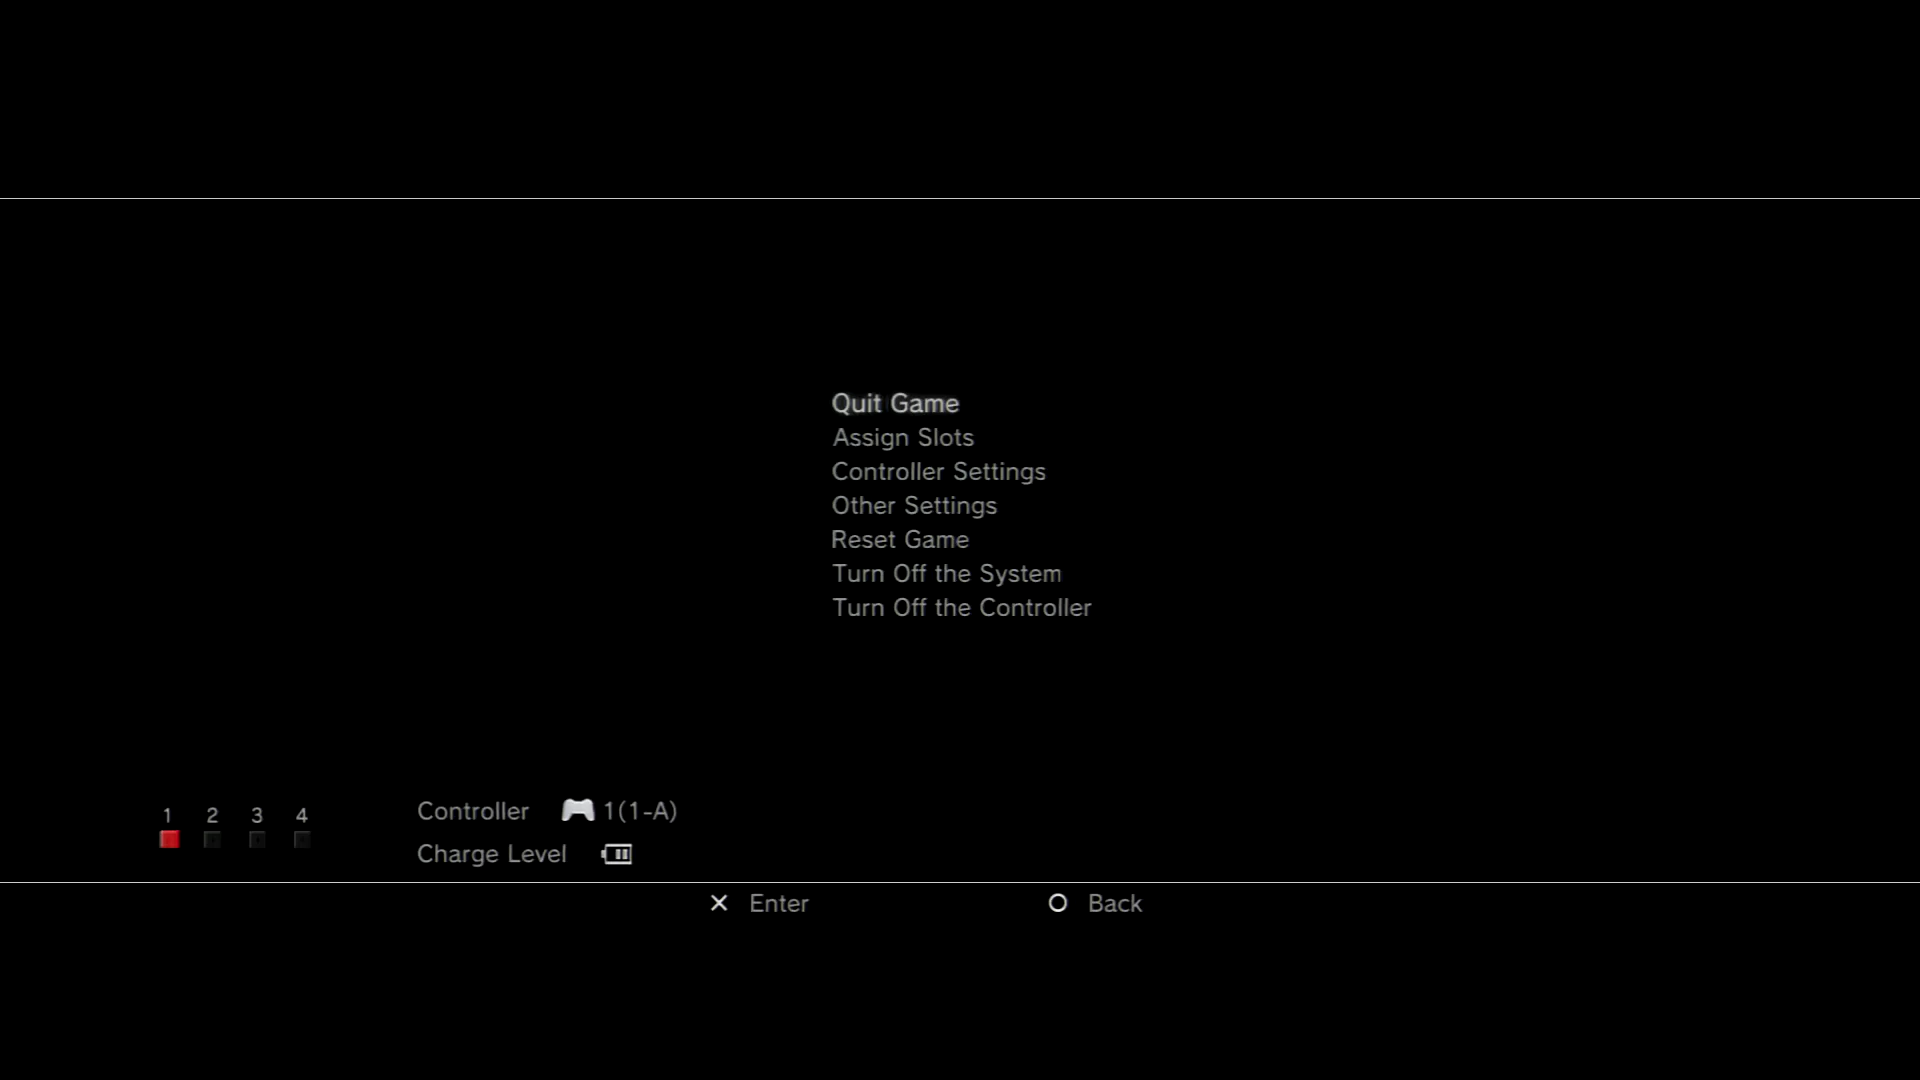 Quit Game
Assign Slots
Controller Settings
Other Settings
Reset Game
Turn Off the System
Turn Off the Controller
1 2 3 4
Controller 1(1-A)
Charge Level
Enter Back